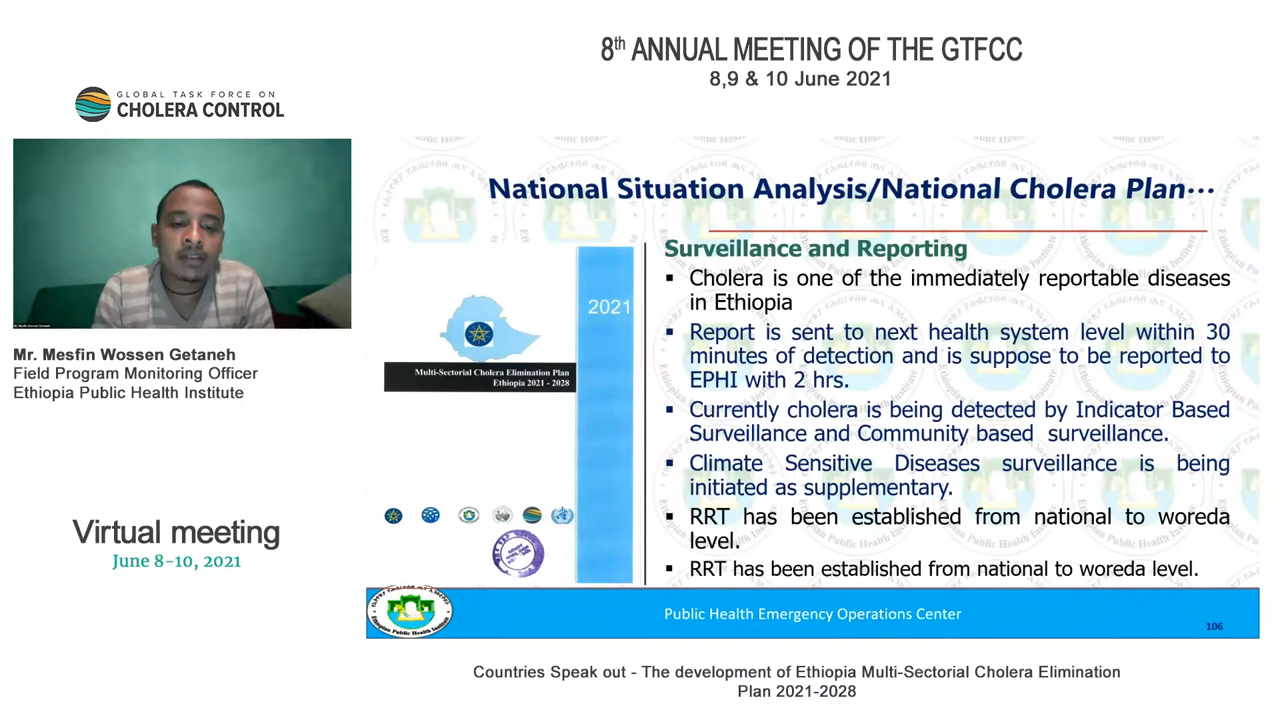 8th ANNUAL MEETING OF THE GTFCC
8,9 & 10 June 2021
GLOBAL TASK FORCE ON
CHOLERA CONTROL
Mr. Mesfin Wossen Getaneh
Field Program Monitoring Officer
Ethiopia Public Health Institute
Virtual meeting
June 8-10, 2021
National Situation Analysis/National Cholera Plan...
2021
Multi-Sectorial Cholera Elimination Plan
Ethiopia 2021 - 2028
Surveillance and Reporting
▪ Cholera is one of the immediately reportable diseases
in Ethiopia
▪ Report is sent to next health system level within 30
minutes of detection and is suppose to be reported to
EPHI with 2 hrs.
▪ Currently cholera is being detected by Indicator Based
Surveillance and Community based surveillance.
▪ Climate Sensitive Diseases surveillance is being
initiated as supplementary.
▪ RRT has been established from national to woreda
level.
▪ RRT has been established from national to woreda level.
Ethiopian Public Health Institute
Public Health Emergency Operations Center
106
Countries Speak out - The development of Ethiopia Multi-Sectorial Cholera Elimination
Plan 2021-2028